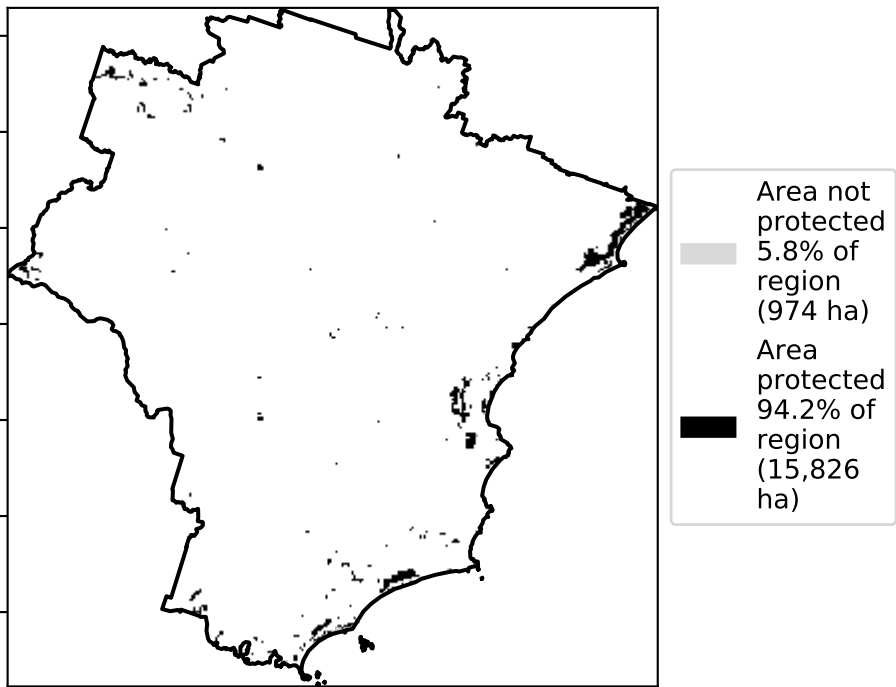 Area not
protected
5.8% of
region
(974 ha)
Area
protected
94.2% of
region
(15,826
ha)